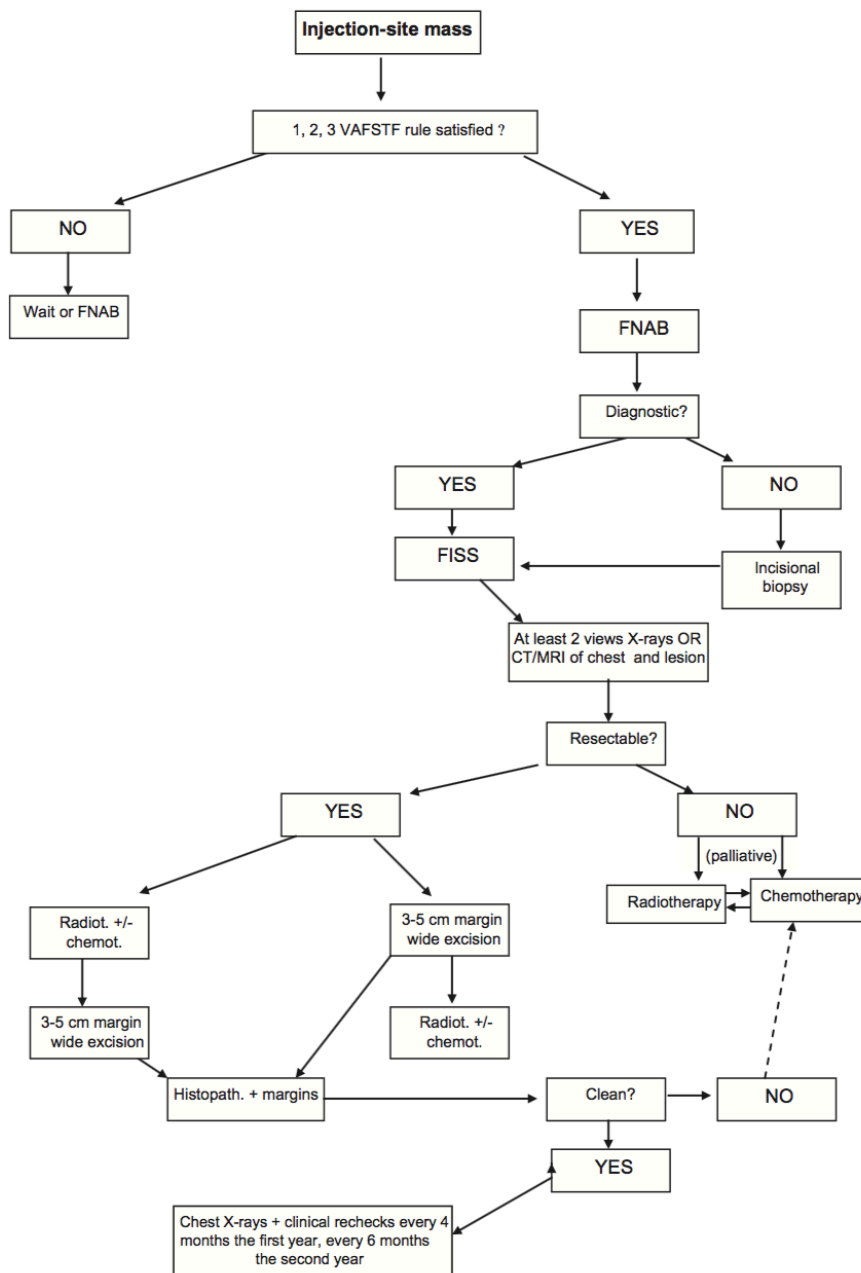 Injection-site mass
1, 2, 3 VAFSTF rule satisfied ?
NO
YES
Wait or FNAB
FNAB
Diagnostic?
YES
NO
FISS
Incisional
biopsy
At least 2 views X-rays OR
CT/MRI of chest and lesion
Resectable?
YES
NO
(palliative)
Radiotherapy
Chemotherapy
Radiot. +/-
chemot.
3-5 cm margin
wide excision
3-5 cm margin
wide excision
Radiot. +/-
chemot.
Histopath. + margins
Clean?
NO
YES
Chest X-rays + clinical rechecks every 4
months the first year, every 6 months
the second year